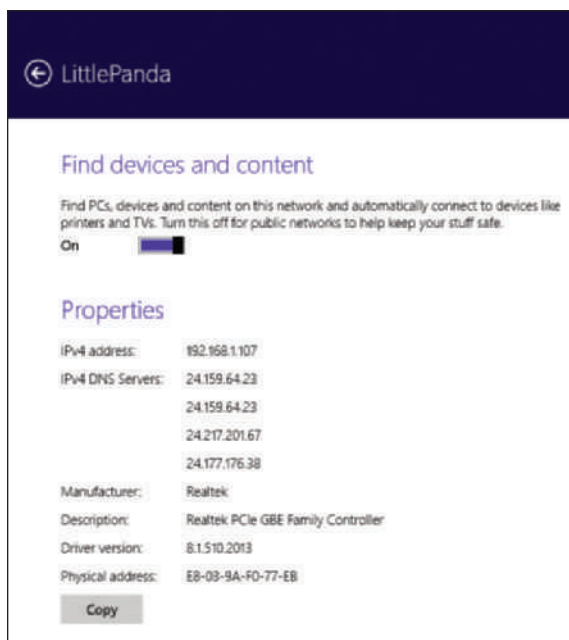 LittlePanda
Find devices and content
Find PCs, devices and content on this network and automatically connect to devices like
printers and TVs. Turn this off for public networks to help keep your stuff safe.
On
Properties
IPv4 address: 192.168.1.107
IPv4 DNS Servers: 24.159.64.23
24.159.64.23
24.217.201.67
24.177.176.38
Manufacturer: Realtek
Description: Realtek PCIe GBE Family Controller
Driver version: 8.1.510.2013
Physical address: E8-03-9A-F0-77-EB
Copy